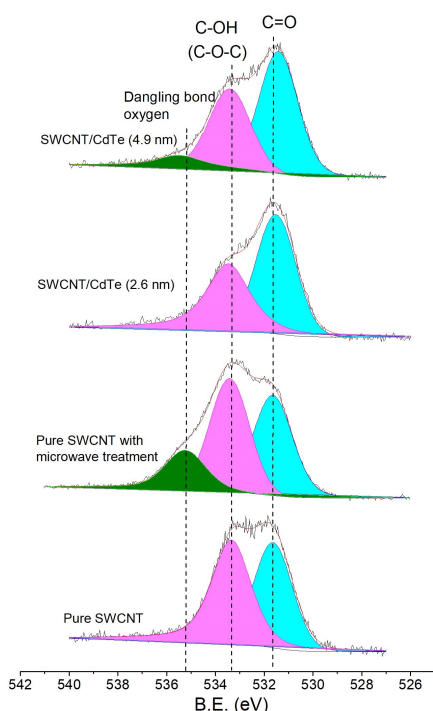 C-OH
(C-O-C)
C=O
Dangling bond
oxygen
SWCNT/CdTe (4.9 nm)
SWCNT/CdTe (2.6 nm)
Pure SWCNT with
microwave treatment
Pure SWCNT
542 540 538 536 534 532 530 528 526
B.E. (eV)